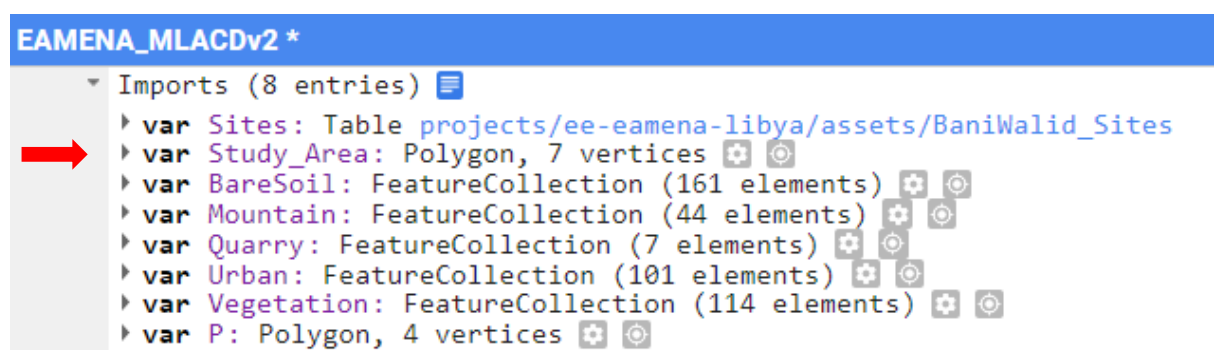 EAMENA_MLACDv2 *
Imports (8 entries)
var Sites: Table projects/ee-eamena-libya/assets/BaniWalid_Sites
var Study_Area: Polygon, 7 vertices
var BareSoil: FeatureCollection (161 elements)
var Mountain: FeatureCollection (44 elements)
var Quarry: FeatureCollection (7 elements)
var Urban: FeatureCollection (101 elements)
var Vegetation: FeatureCollection (114 elements)
var P: Polygon, 4 vertices